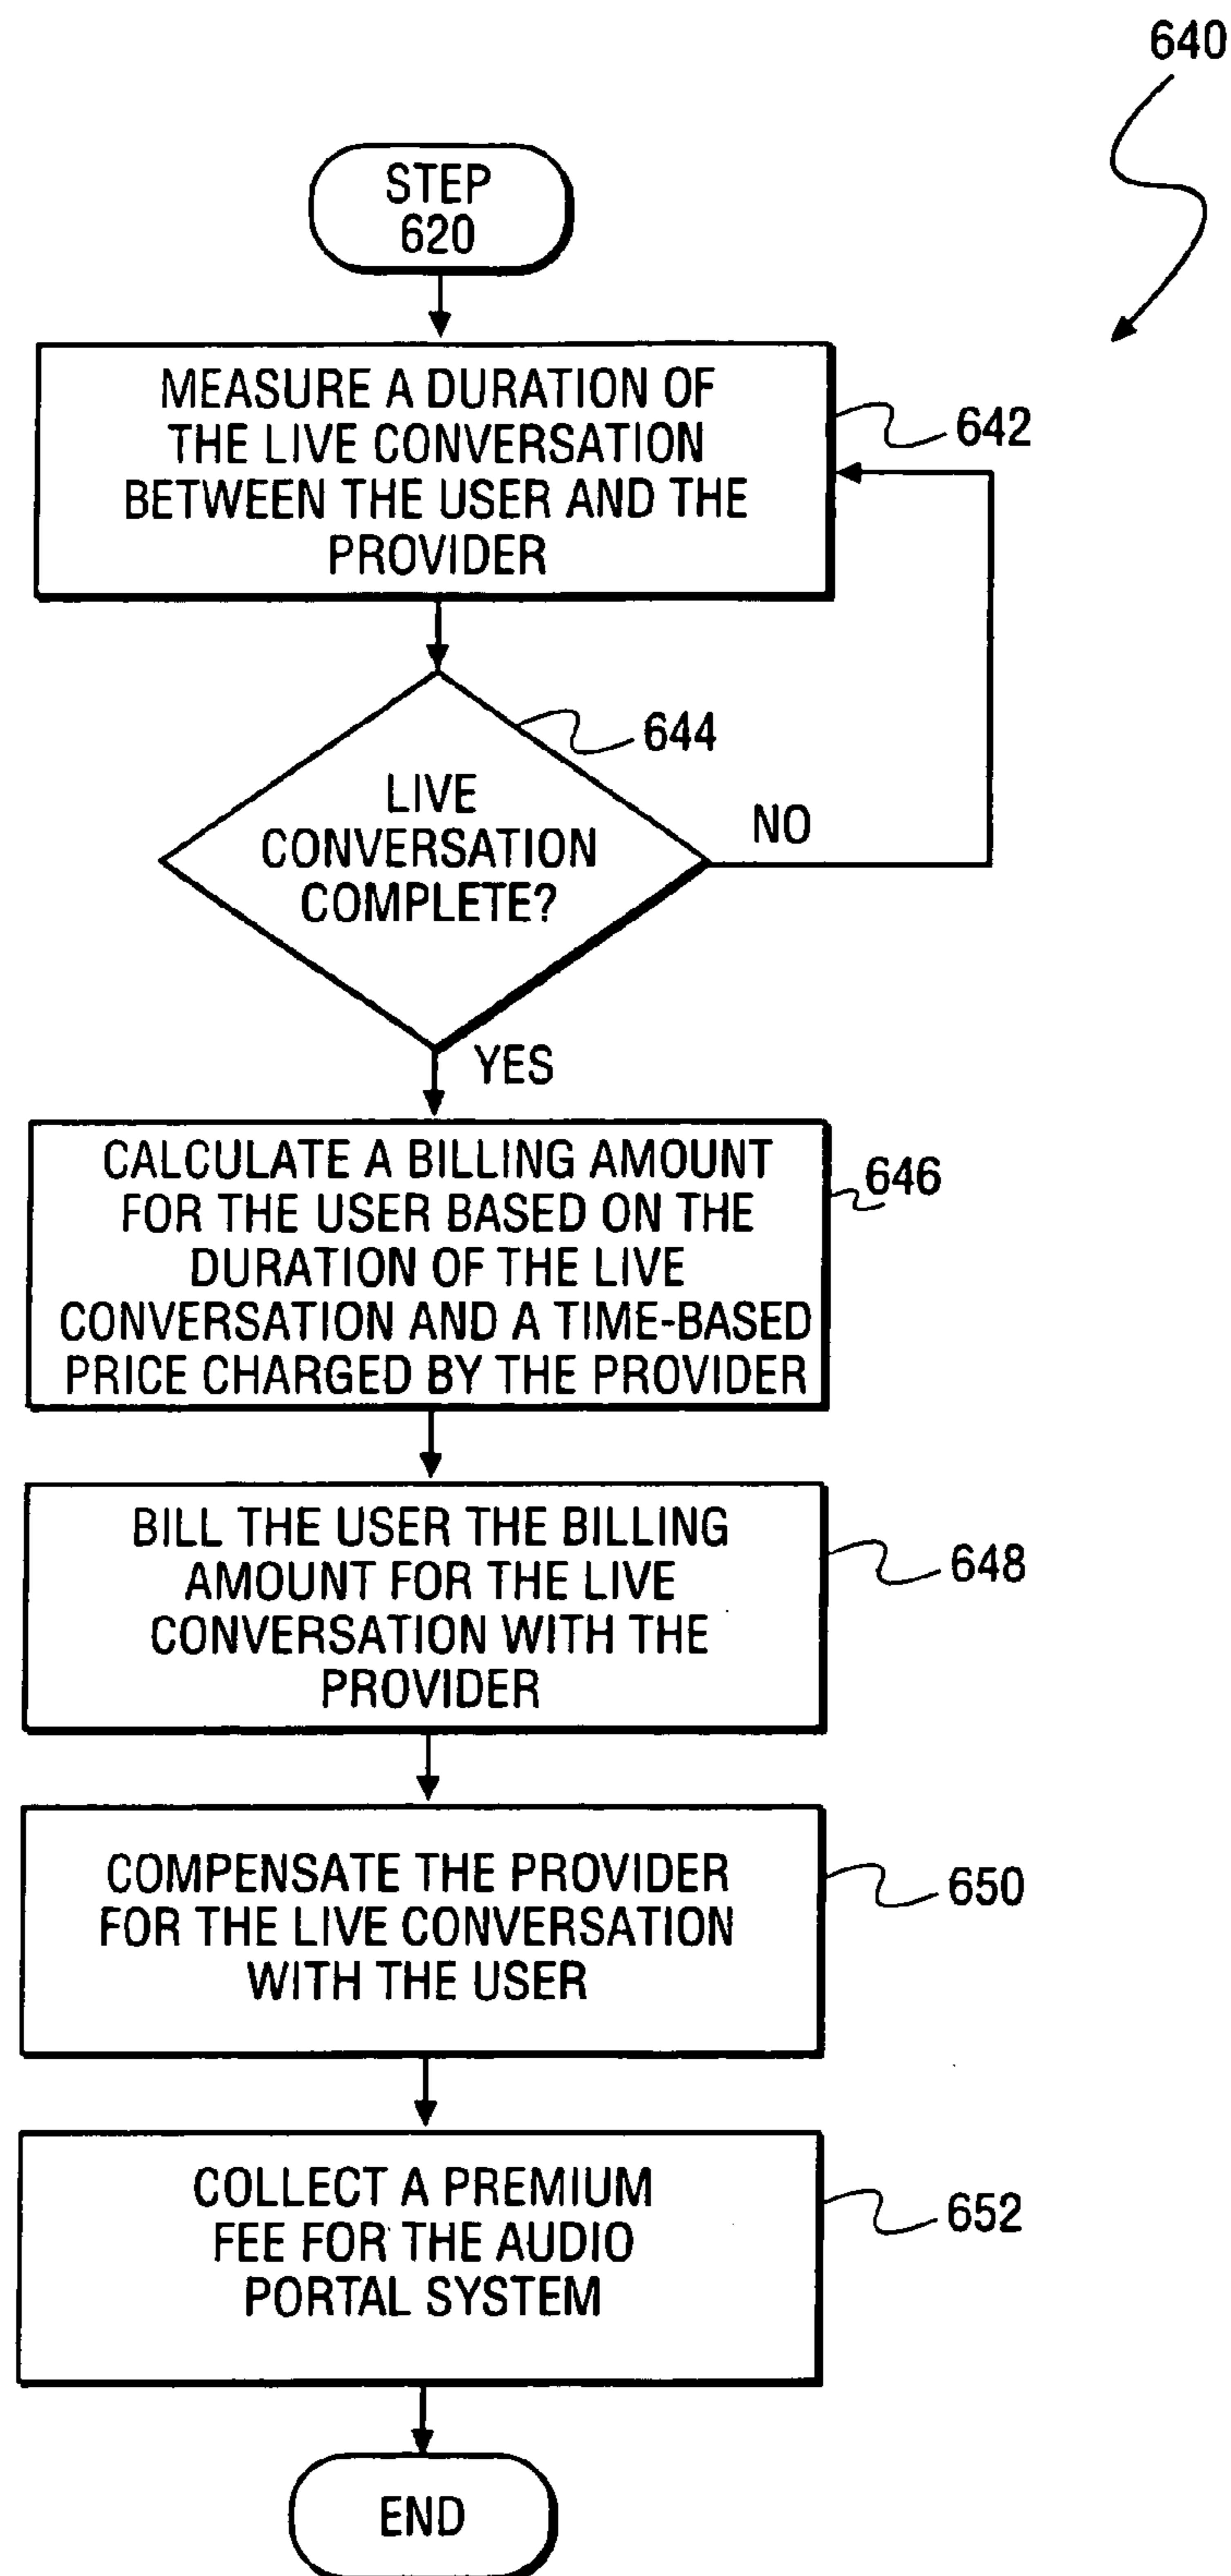 640
STEP
620
MEASURE A DURATION OF
THE LIVE CONVERSATION
BETWEEN THE USER AND THE
PROVIDER
642
644
LIVE
CONVERSATION
COMPLETE?
NO
YES
CALCULATE A BILLING AMOUNT
FOR THE USER BASED ON THE
DURATION OF THE LIVE
CONVERSATION AND A TIME-BASED
PRICE CHARGED BY THE PROVIDER
646
BILL THE USER THE BILLING
AMOUNT FOR THE LIVE
CONVERSATION WITH THE
PROVIDER
648
COMPENSATE THE PROVIDER
FOR THE LIVE CONVERSATION
WITH THE USER
650
COLLECT A PREMIUM
FEE FOR THE AUDIO
PORTAL SYSTEM
652
END